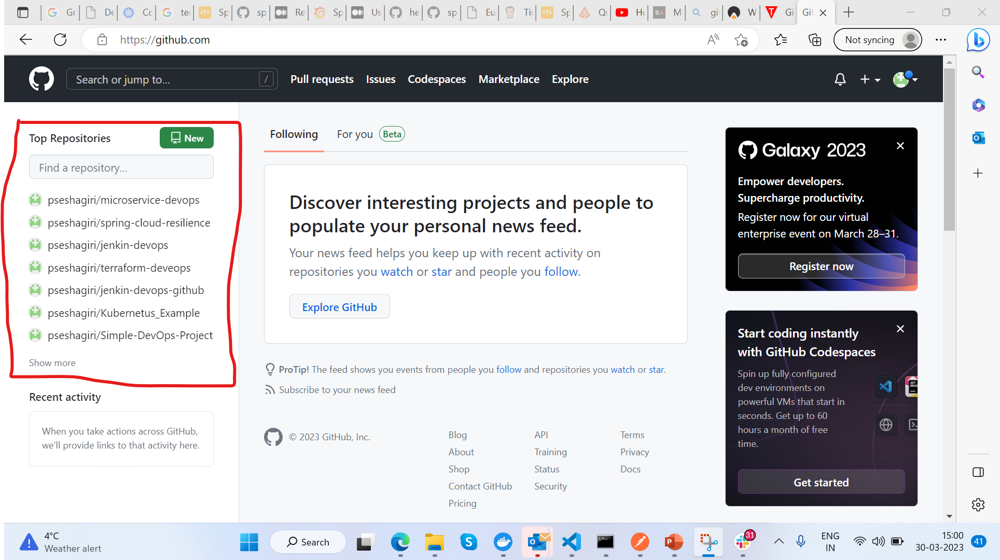 Gr
De
Co
ter
Sp
sp
Re
Sp
Us
he
sp
Eu
Tir
Sp
Qu
Ho
SA
M
git
W
Gi
Git
https://github.com
Not syncing
Search or jump to...
/
Pull requests
Issues
Codespaces
Marketplace
Explore
Top Repositories
New
Find a repository...
pseshagiri/microservice-devops
pseshagiri/spring-cloud-resilience
pseshagiri/jenkin-devops
pseshagiri/terraform-deveops
pseshagiri/jenkin-devops-github
pseshagiri/Kubernetus_Example
pseshagiri/Simple-DevOps-Project
Show more
Recent activity
When you take actions across GitHub,
we'll provide links to that activity here.
Following
For you
Beta
Discover interesting projects and people to
populate your personal news feed.
Your news feed helps you keep up with recent activity on
repositories you watch or star and people you follow.
Explore GitHub
ProTip! The feed shows you events from people you follow and repositories you watch or star.
Subscribe to your news feed
© 2023 GitHub, Inc.
Blog
About
Shop
Contact GitHub
Pricing
API
Training
Status
Security
Terms
Privacy
Docs
Galaxy 2023
Empower developers.
Supercharge productivity.
Register now for our virtual
enterprise event on March 28–31.
Register now
Start coding instantly
with GitHub Codespaces
Spin up fully configured
dev environments on
powerful VMs that start in
seconds. Get up to 60
hours a month of free
time.
Get started
4°C
Weather alert
Search
31
ENG
IN
15:00
30-03-2023
41